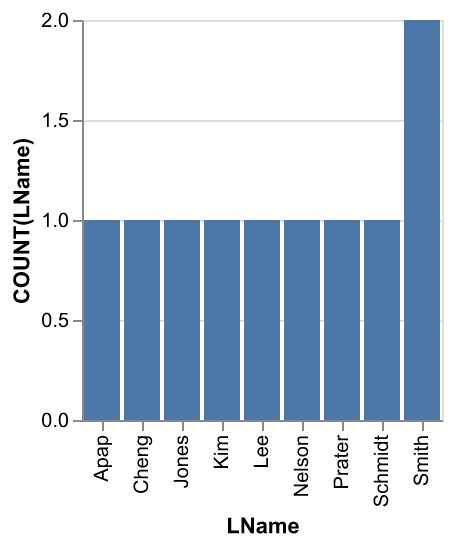 COUNT(LName)
2.0
1.5
1.0
0.5
0.0
Apap
Cheng
Jones
Kim
Lee
Nelson
Prater
Schmidt
Smith
LName